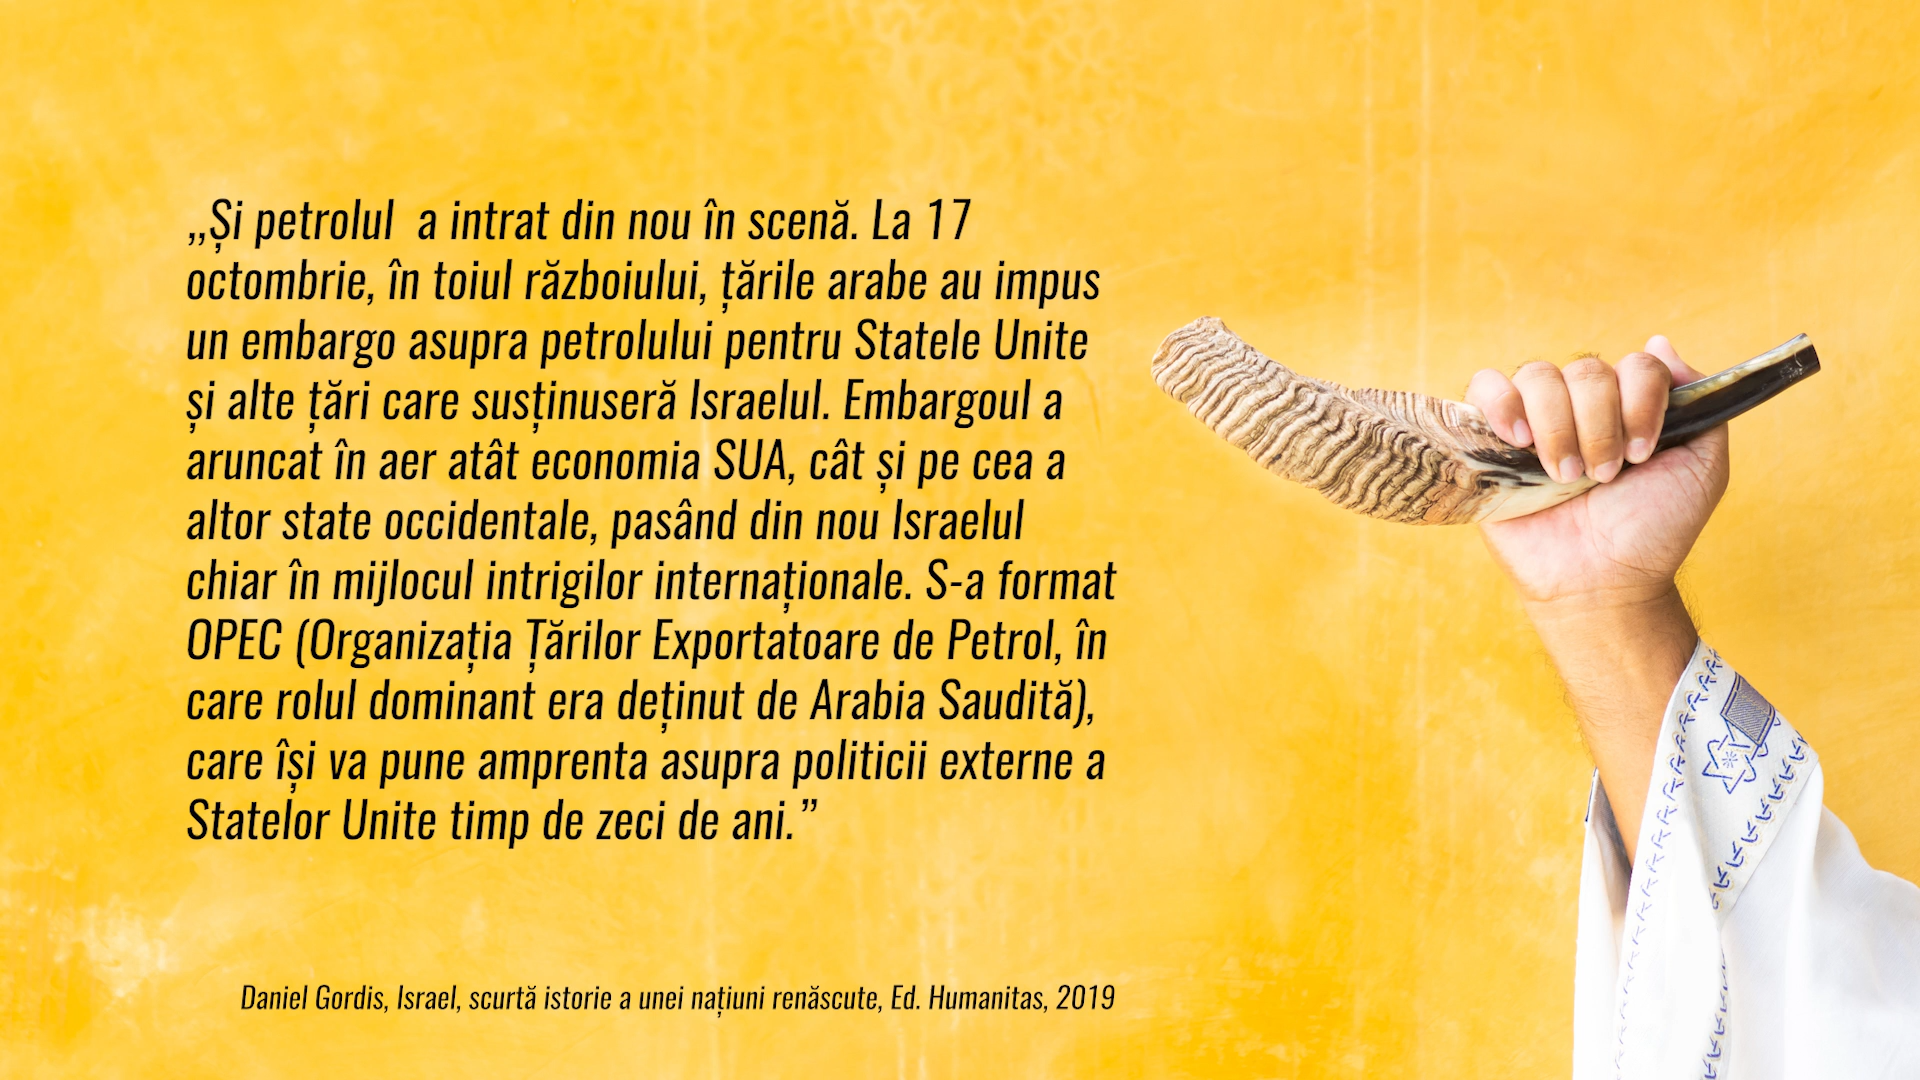 „Și petrolul a intrat din nou în scenă. La 17
octombrie, în toiul războiului, țările arabe au impus
un embargo asupra petrolului pentru Statele Unite
și alte țări care susținuseră Israelul. Embargoul a
aruncat în aer atât economia SUA, cât și pe cea a
altor state occidentale, pasând din nou Israelul
chiar în mijlocul intrigilor internaționale. S-a format
OPEC (Organizația Țărilor Exportatoare de Petrol, în
care rolul dominant era deținut de Arabia Saudită),
care își va pune amprenta asupra politicii externe a
Statelor Unite timp de zeci de ani.”
Daniel Gordis, Israel, scurtă istorie a unei națiuni renăscute, Ed. Humanitas, 2019